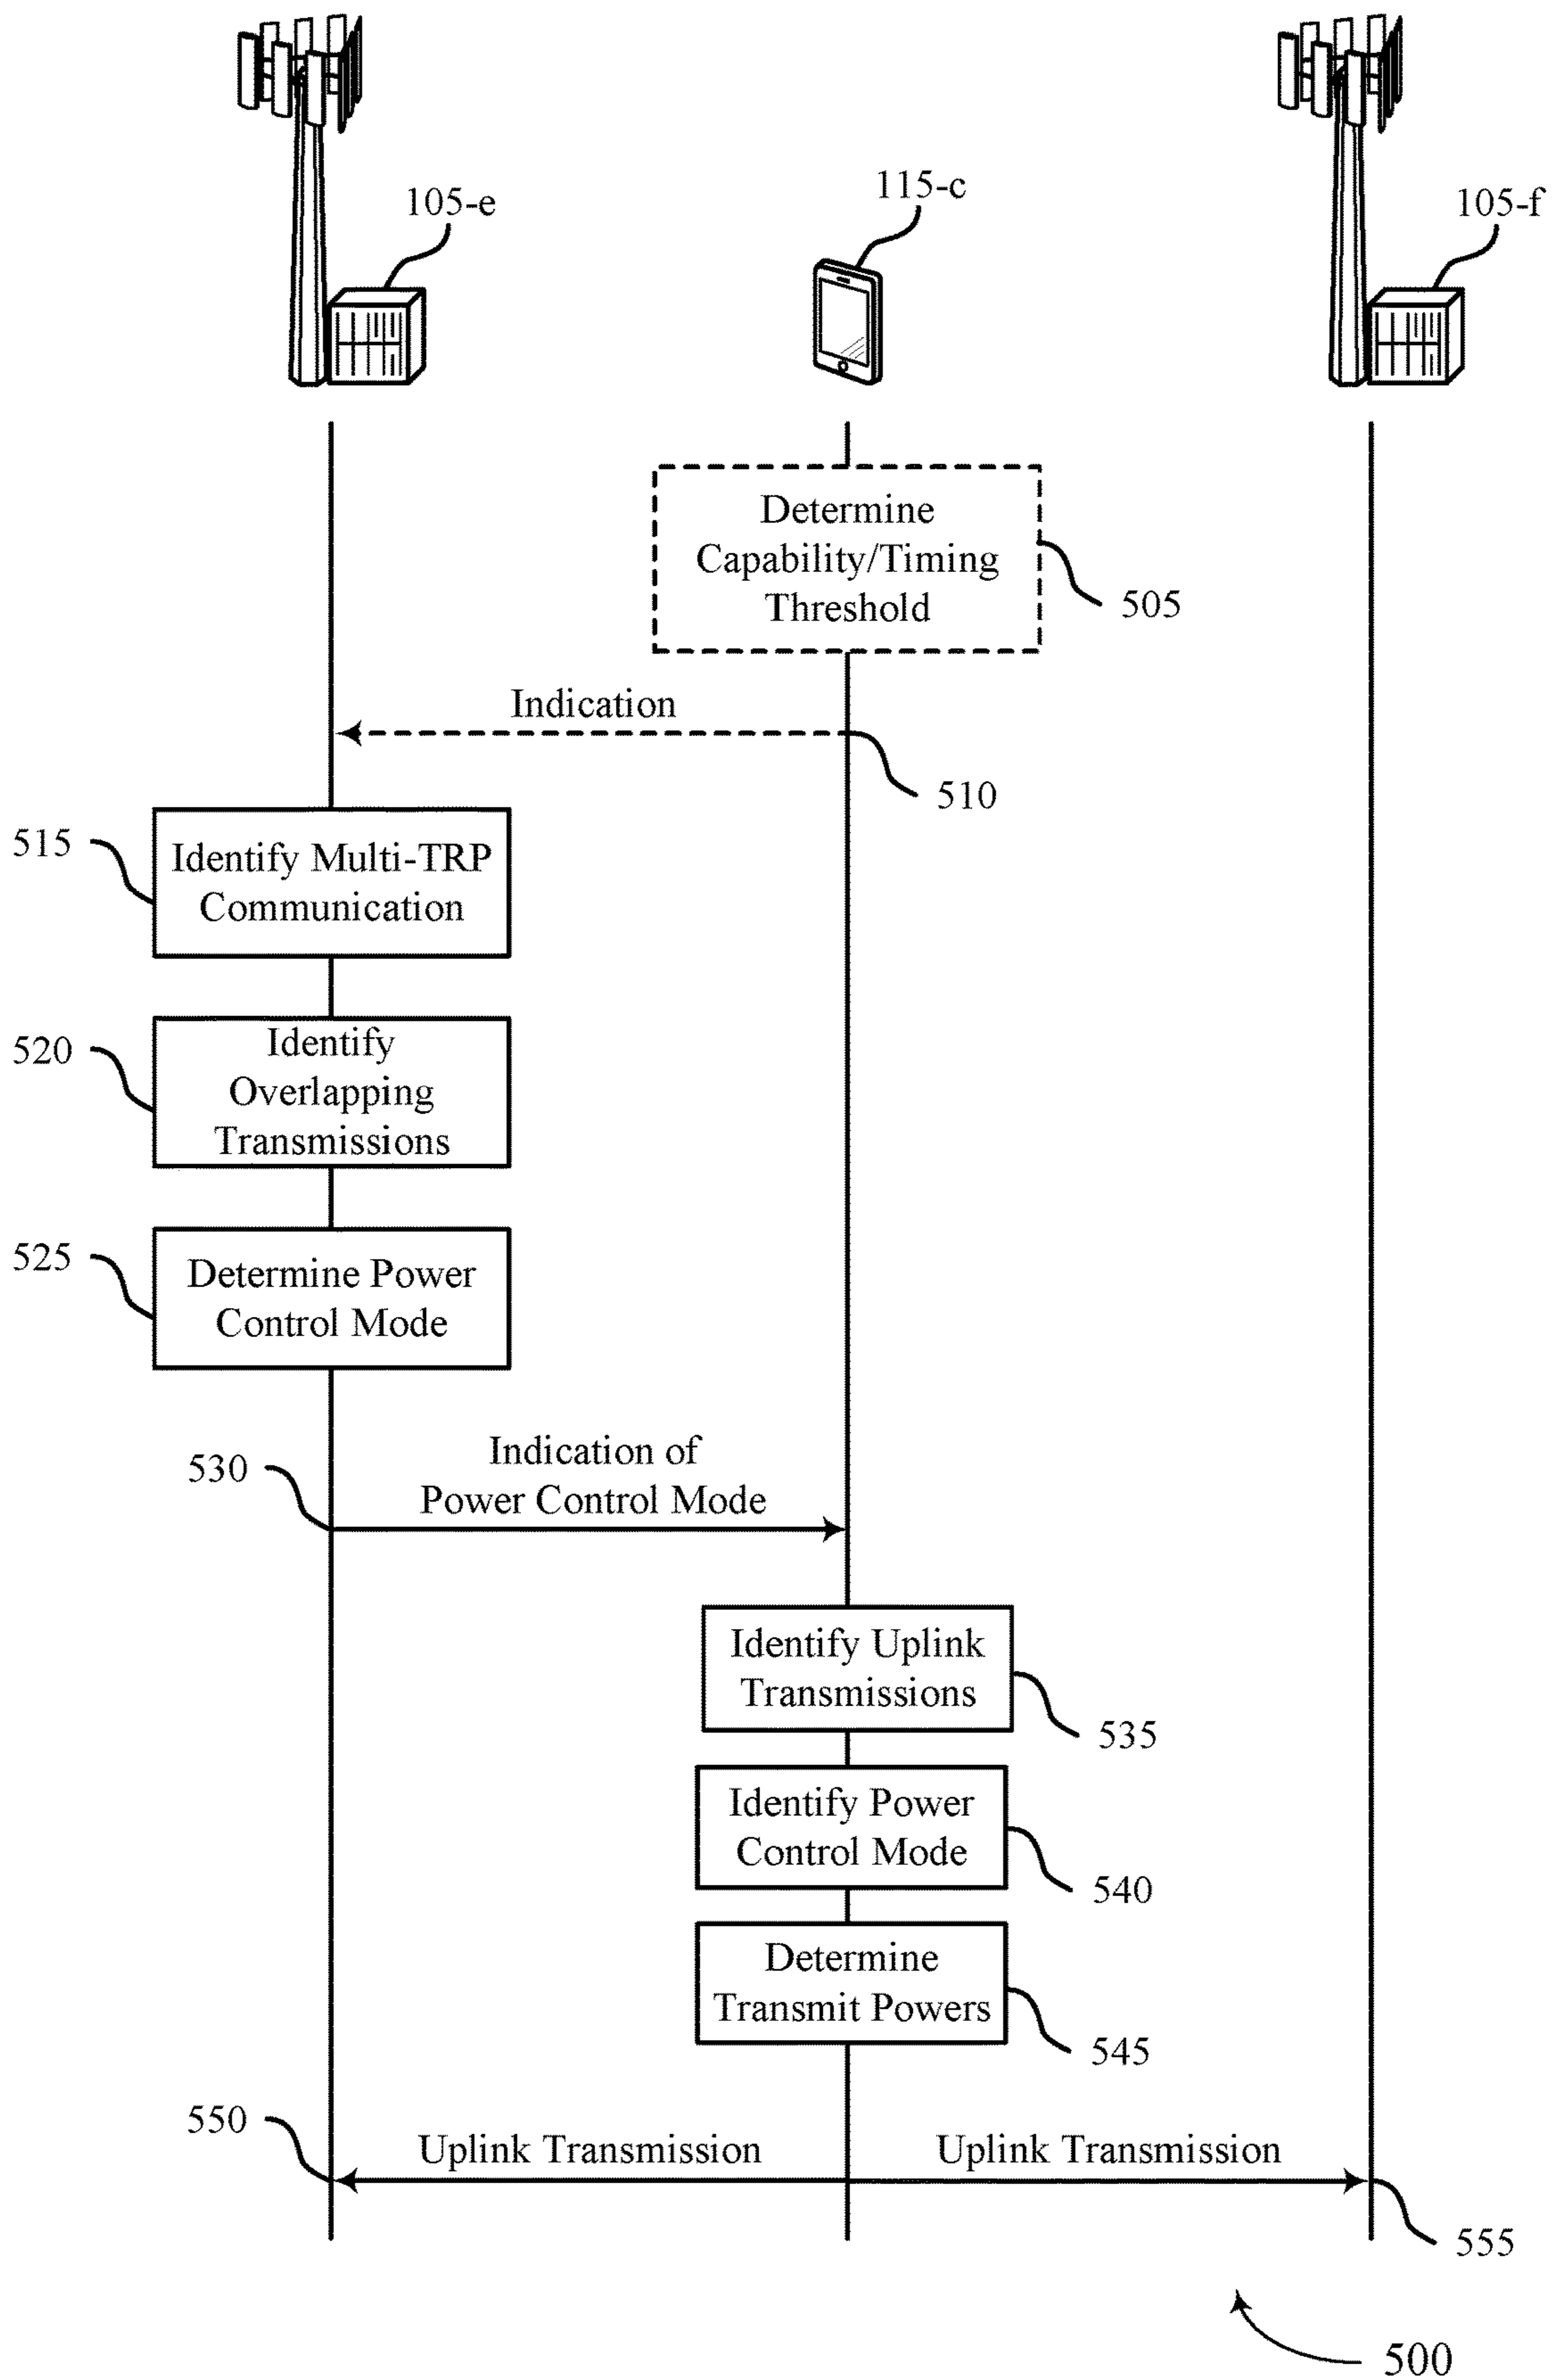 105-e
115-c
105-f
Determine
Capability/Timing
Threshold
505
Indication
510
515
Identify Multi-TRP
Communication
520
Identify
Overlapping
Transmissions
525
Determine Power
Control Mode
530
Indication of
Power Control Mode
Identify Uplink
Transmissions
535
Identify Power
Control Mode
540
Determine
Transmit Powers
545
550
Uplink Transmission
Uplink Transmission
555
500